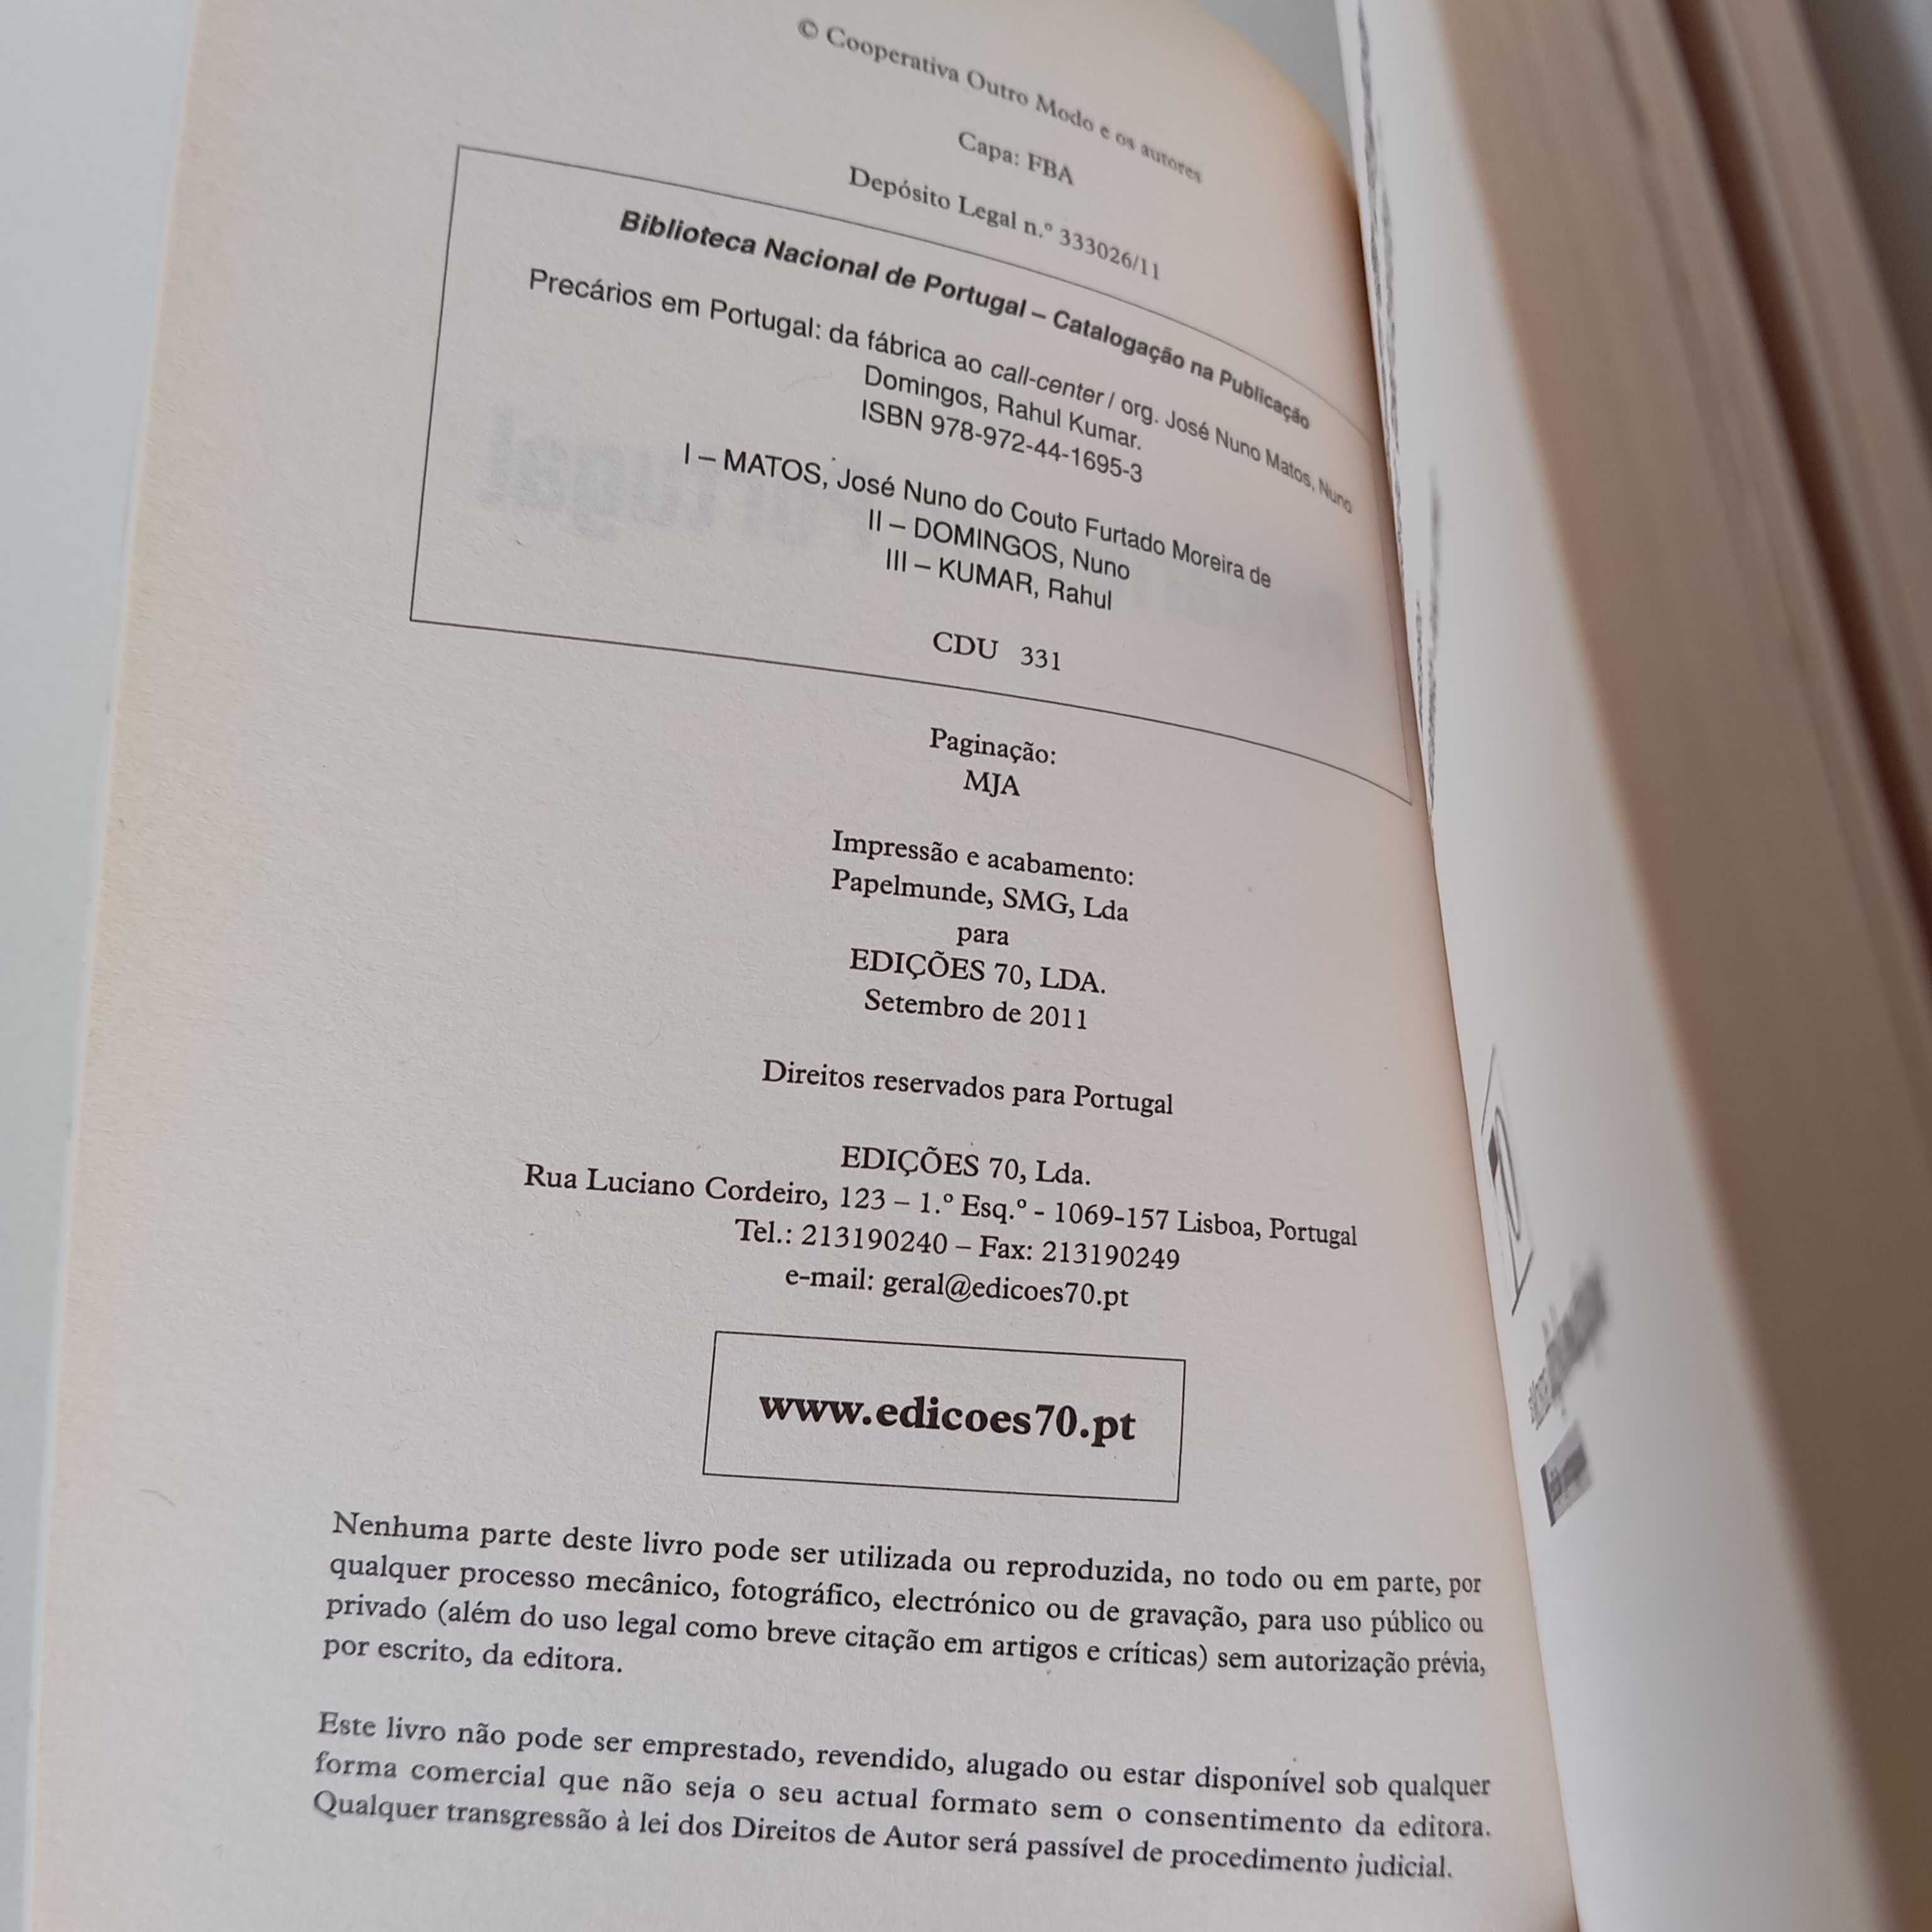 © Cooperativa Outro Modo e os autores
Capa: FBA
Depósito Legal n.º 333026/11
Biblioteca Nacional de Portugal – Catalogação na Publicação
Precários em Portugal: da fábrica ao call-center / org. José Nuno Matos, Nuno
Domingos, Rahul Kumar.
ISBN 978-972-44-1695-3
I – MATOS, José Nuno do Couto Furtado Moreira de
II – DOMINGOS, Nuno
III – KUMAR, Rahul
CDU 331
Paginação:
MJA
Impressão e acabamento:
Papelmunde, SMG, Lda
para
EDIÇÕES 70, LDA.
Setembro de 2011
Direitos reservados para Portugal
EDIÇÕES 70, Lda.
Rua Luciano Cordeiro, 123 – 1.º Esq.º - 1069-157 Lisboa, Portugal
Tel.: 213190240 – Fax: 213190249
e-mail: geral@edicoes70.pt
www.edicoes70.pt
Nenhuma parte deste livro pode ser utilizada ou reproduzida, no todo ou em parte, por
qualquer processo mecânico, fotográfico, electrónico ou de gravação, para uso público ou
privado (além do uso legal como breve citação em artigos e críticas) sem autorização prévia,
por escrito, da editora.
Este livro não pode ser emprestado, revendido, alugado ou estar disponível sob qualquer
forma comercial que não seja o seu actual formato sem o consentimento da editora.
Qualquer transgressão à lei dos Direitos de Autor será passível de procedimento judicial.